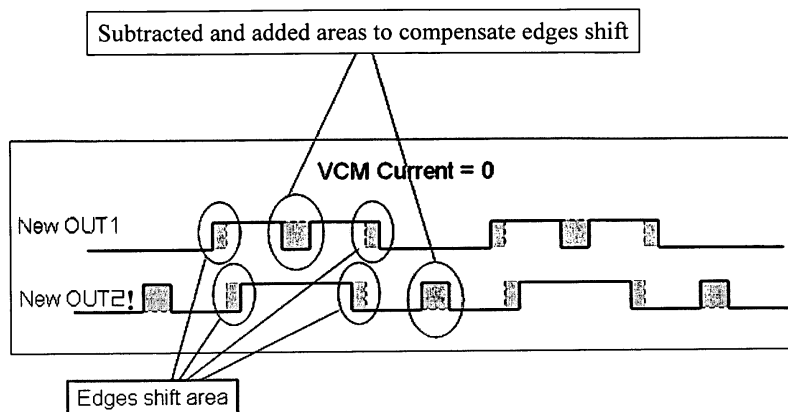 Subtracted and added areas to compensate edges shift
VCM Current = 0
New OUT1
New OUT2!
Edges shift area